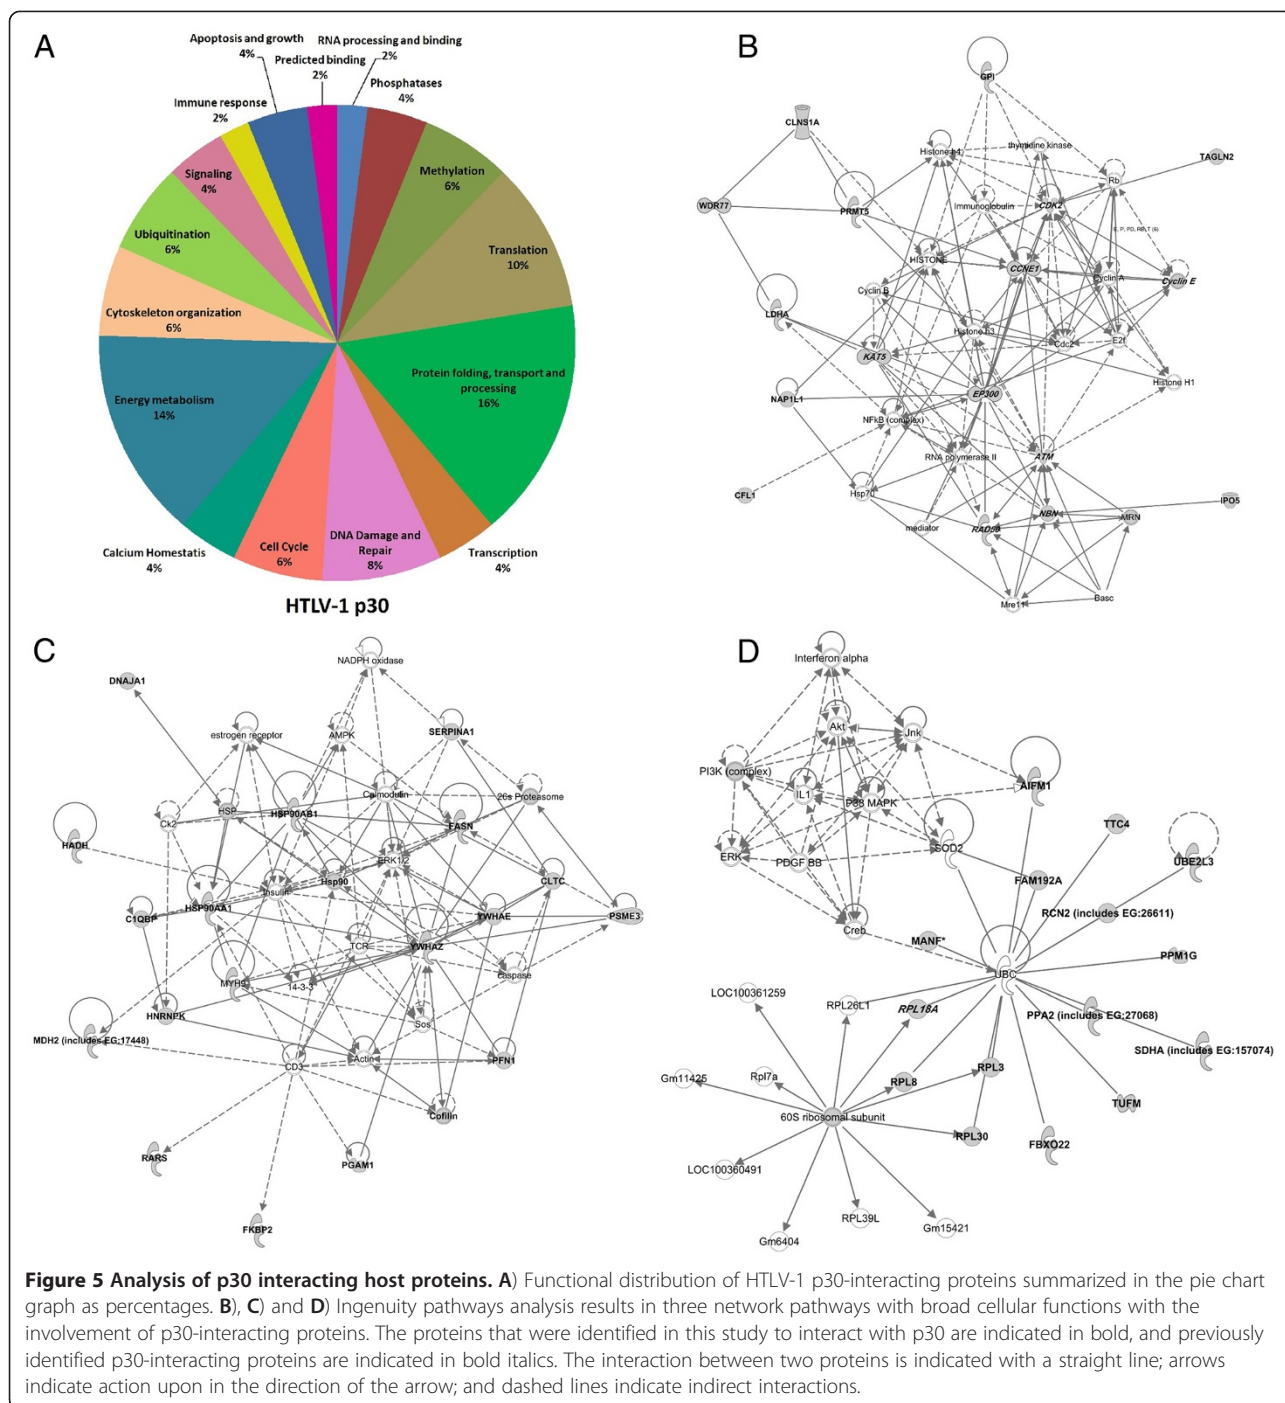 A
Apoptosis and growth
4%
RNA processing and binding
2%
Predicted binding
2%
Phosphatases
4%
Immune response
2%
Signaling
4%
Methylation
6%
Ubiquitination
6%
Translation
10%
Cytoskeleton organization
6%
Protein folding, transport and
processing
16%
Energy metabolism
14%
Calcium Homestatis
4%
Cell Cycle
6%
DNA Damage and
Repair
8%
Transcription
4%
HTLV-1 p30
B
GPI
CLNS1A
Histone h4
thymidine kinase
TAGLN2
Rb
WDR77
PRMT5
Immunoglobulin
CDK2
E, P, PD, RB, T (6)
HISTONE
CCNE1
Cyclin A
Cyclin E
Cyclin B
LDHA
Histone h3
Cdc2
E2f
KAT5
Histone H1
NAP1L1
EP300
NFkB (complex)
RNA polymerase II
ATM
CFL1
Hsp70
IPO5
mediator
RAD50
NBN
MRN
Mre11
Basc
C
NADPH oxidase
DNAJA1
estrogen receptor
AMPK
SERPINA1
Calmodulin
26s Proteasome
HSP
HSP90AB1
Ck2
FASN
HADH
ERK1/2
Insulin
Hsp90
CLTC
C1QBP
HSP90AA1
YWHAE
PSME3
TCR
YWHAZ
MYH9
14-3-3
caspase
HNRNPK
Sos
MDH2 (includes EG:17448)
CD3
Actin
PFN1
Cofilin
RARS
PGAM1
FKBP2
D
Interferon alpha
Akt
Jnk
PI3K (complex)
IL1
P38 MAPK
AIFM1
TTC4
ERK
PDGF BB
SOD2
UBE2L3
FAM192A
RCN2 (includes EG:26611)
Creb
MANF*
PPM1G
UBC
LOC100361259
RPL26L1
RPL18A
PPA2 (includes EG:27068)
SDHA (includes EG:157074)
Gm11425
Rpl7a
RPL8
RPL3
60S ribosomal subunit
TUFM
RPL30
FBXO22
LOC100360491
RPL39L
Gm15421
Gm6404
Figure 5 Analysis of p30 interacting host proteins. A) Functional distribution of HTLV-1 p30-interacting proteins summarized in the pie chart
graph as percentages. B), C) and D) Ingenuity pathways analysis results in three network pathways with broad cellular functions with the
involvement of p30-interacting proteins. The proteins that were identified in this study to interact with p30 are indicated in bold, and previously
identified p30-interacting proteins are indicated in bold italics. The interaction between two proteins is indicated with a straight line; arrows
indicate action upon in the direction of the arrow; and dashed lines indicate indirect interactions.